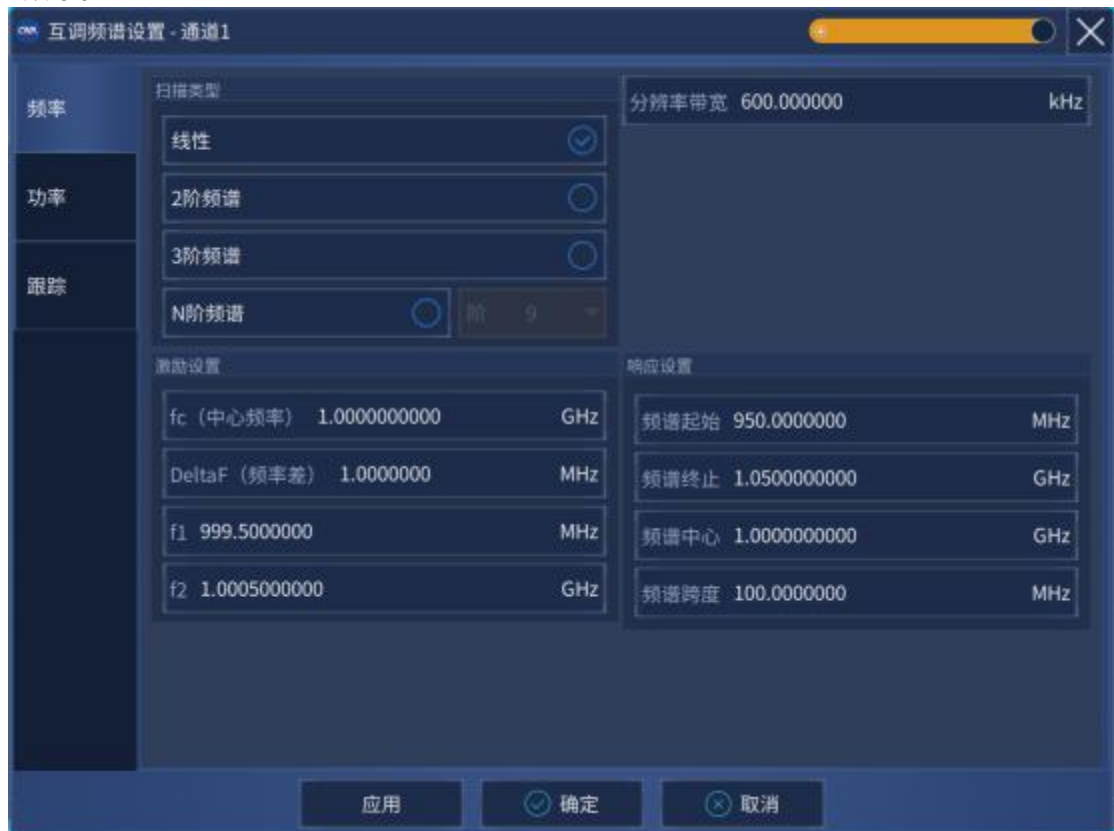 互调频谱设置 - 通道1
频率
功率
跟踪
扫描类型
线性
2阶频谱
3阶频谱
N阶频谱 阶 9
分辨率带宽 600.000000 kHz
激励设置
fc（中心频率） 1.0000000000 GHz
DeltaF（频率差） 1.0000000 MHz
f1 999.5000000 MHz
f2 1.0005000000 GHz
响应设置
频谱起始 950.0000000 MHz
频谱终止 1.0500000000 GHz
频谱中心 1.0000000000 GHz
频谱跨度 100.0000000 MHz
应用
确定
取消